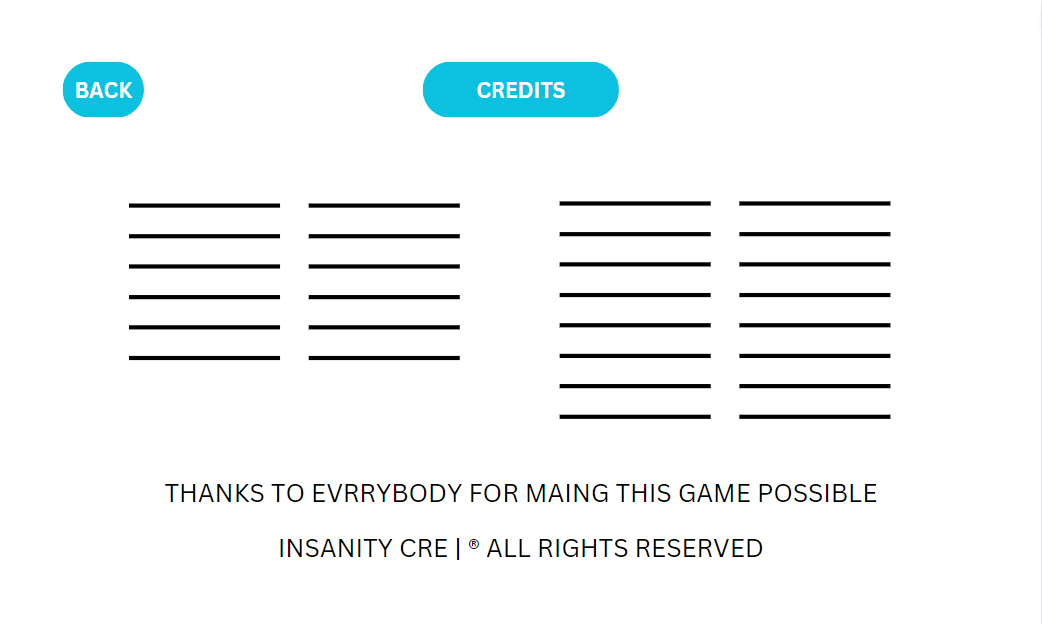 BACK
CREDITS
THANKS TO EVRRYBODY FOR MAING THIS GAME POSSIBLE
INSANITY CRE | ® ALL RIGHTS RESERVED